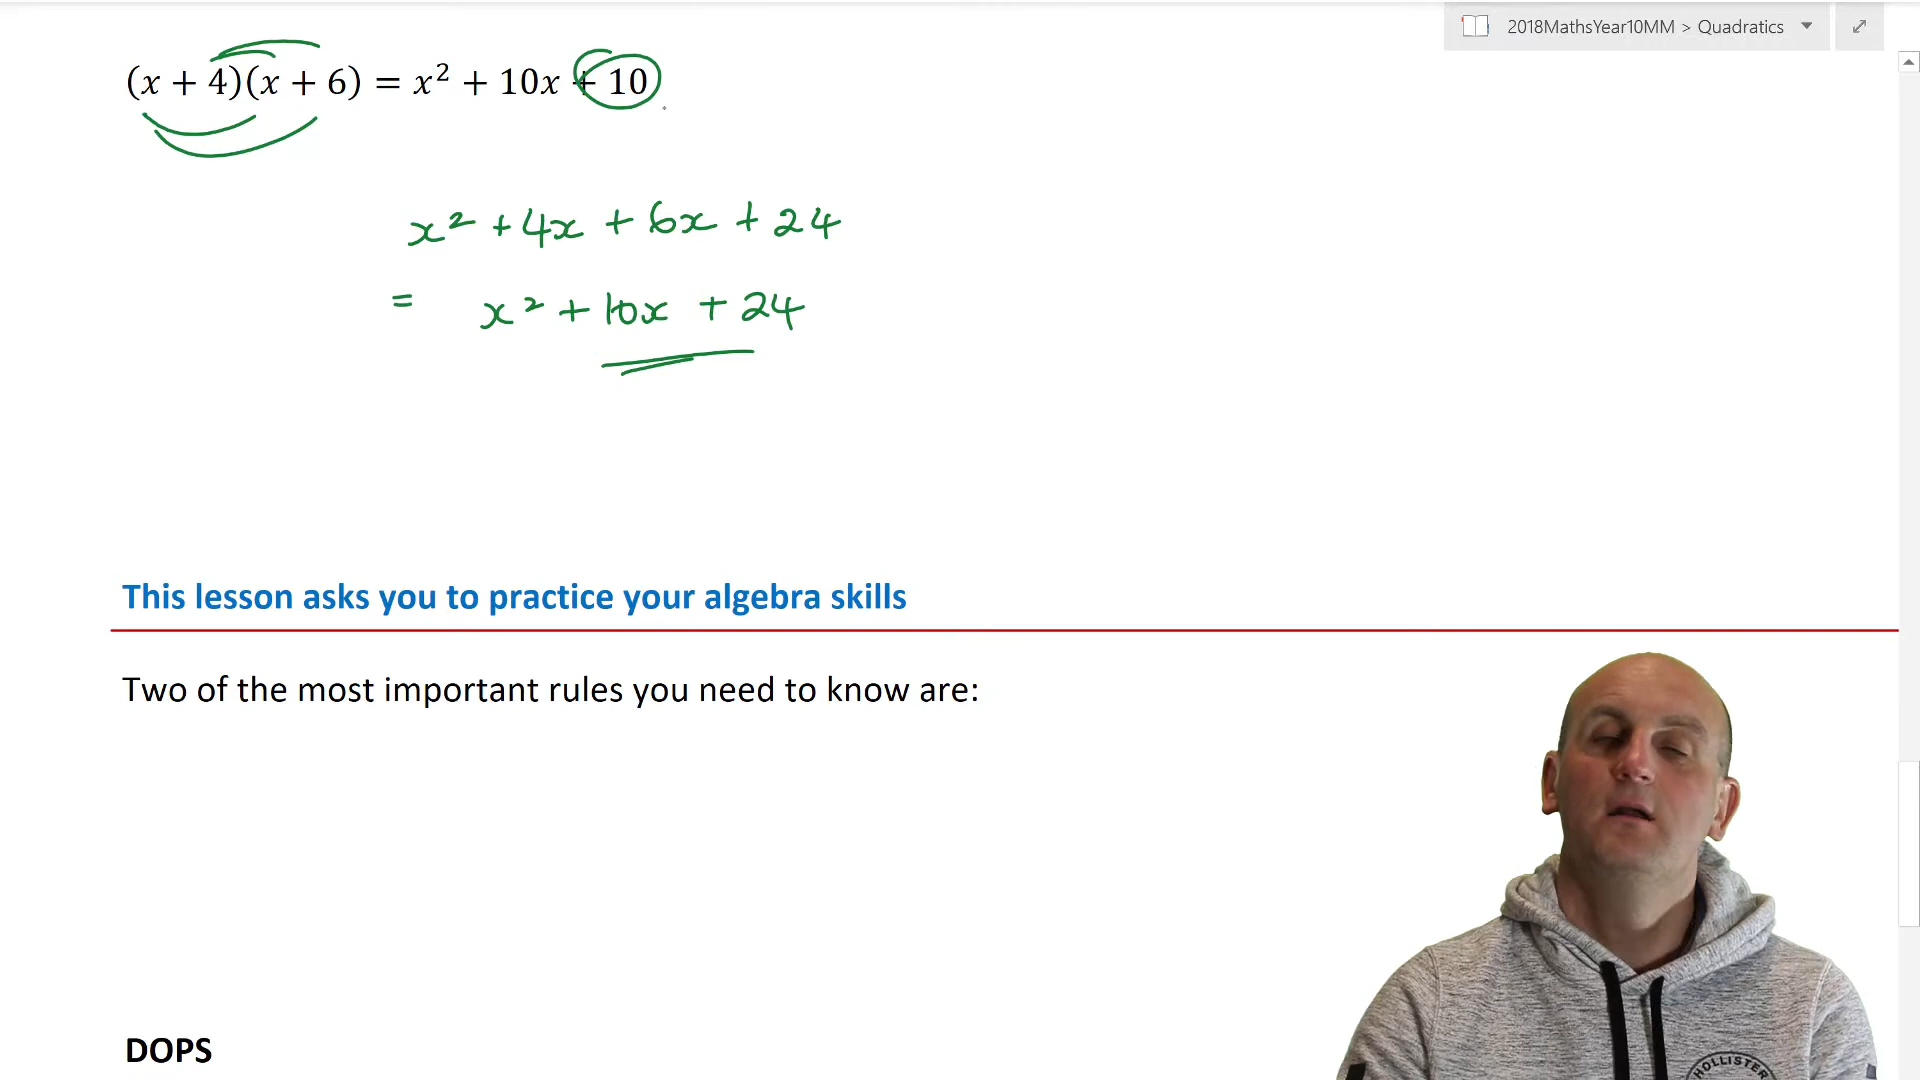 2018MathsYear10MM > Quadratics
(x + 4)(x + 6) = x² + 10x + 10
x² + 4x + 6x + 24
= x² + 10x + 24
This lesson asks you to practice your algebra skills
Two of the most important rules you need to know are:
DOPS
HOLLISTER